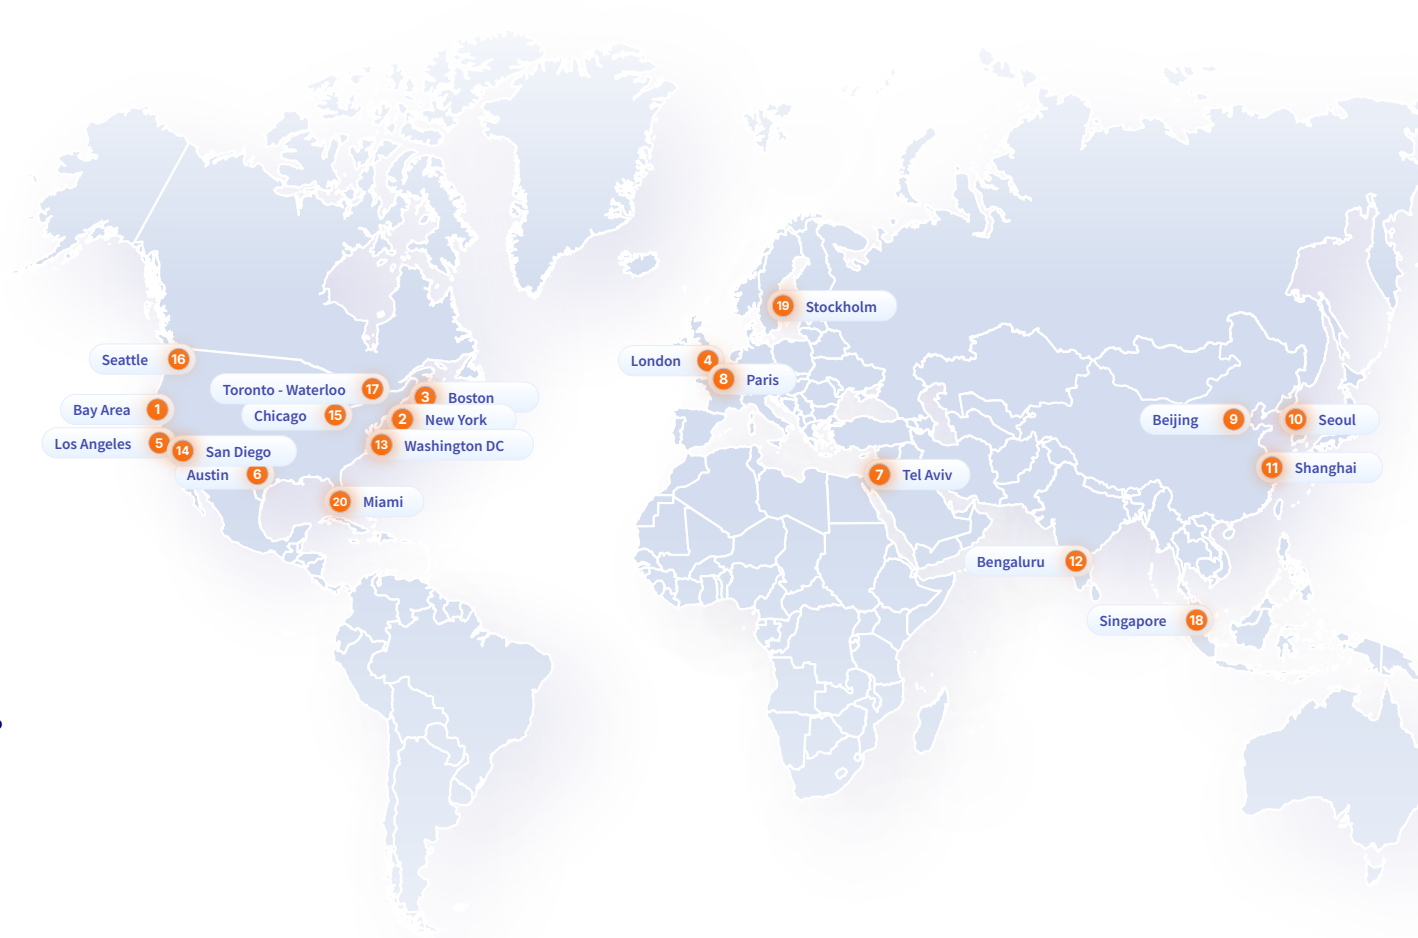 19 Stockholm
Seattle 16
London 4
8 Paris
Toronto - Waterloo 17
3 Boston
Bay Area 1
Chicago 15
2 New York
Beijing 9
10 Seoul
Los Angeles 5
14 San Diego
13 Washington DC
11 Shanghai
Austin 6
7 Tel Aviv
20 Miami
Bengaluru 12
Singapore 18